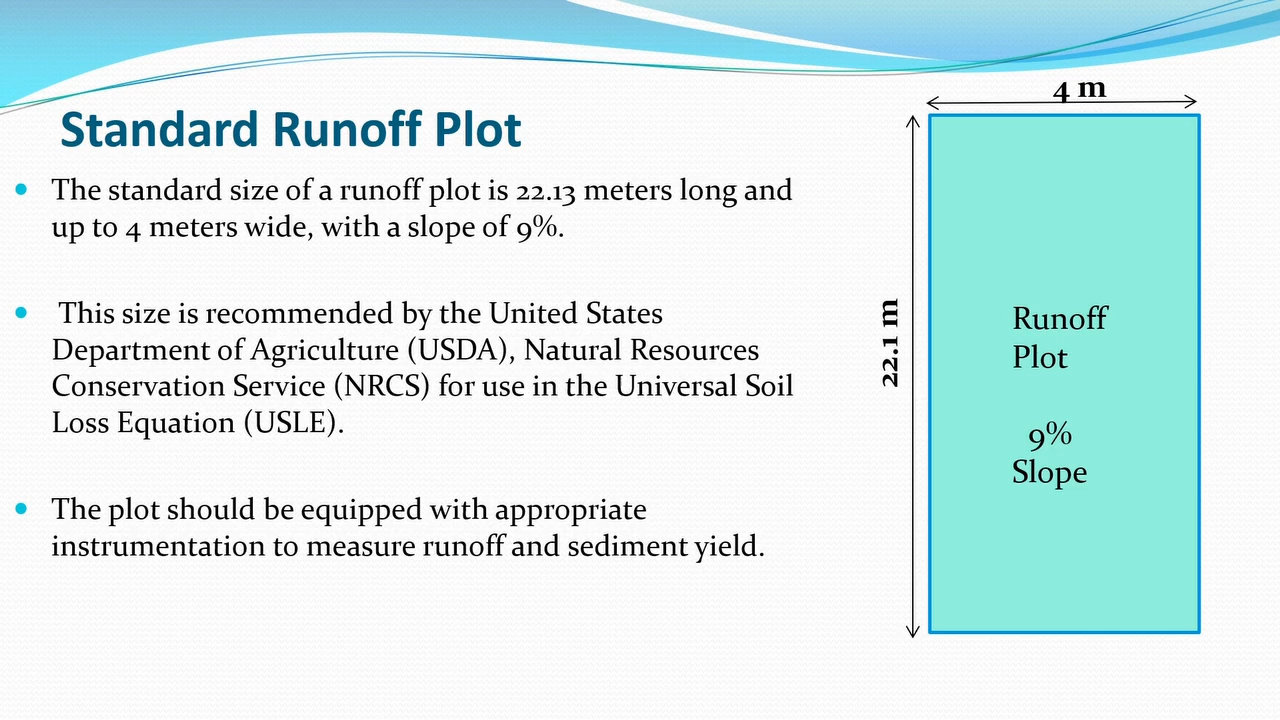 Standard Runoff Plot
• The standard size of a runoff plot is 22.13 meters long and
up to 4 meters wide, with a slope of 9%.
• This size is recommended by the United States
Department of Agriculture (USDA), Natural Resources
Conservation Service (NRCS) for use in the Universal Soil
Loss Equation (USLE).
• The plot should be equipped with appropriate
instrumentation to measure runoff and sediment yield.
4 m
22.1 m
Runoff
Plot
9%
Slope